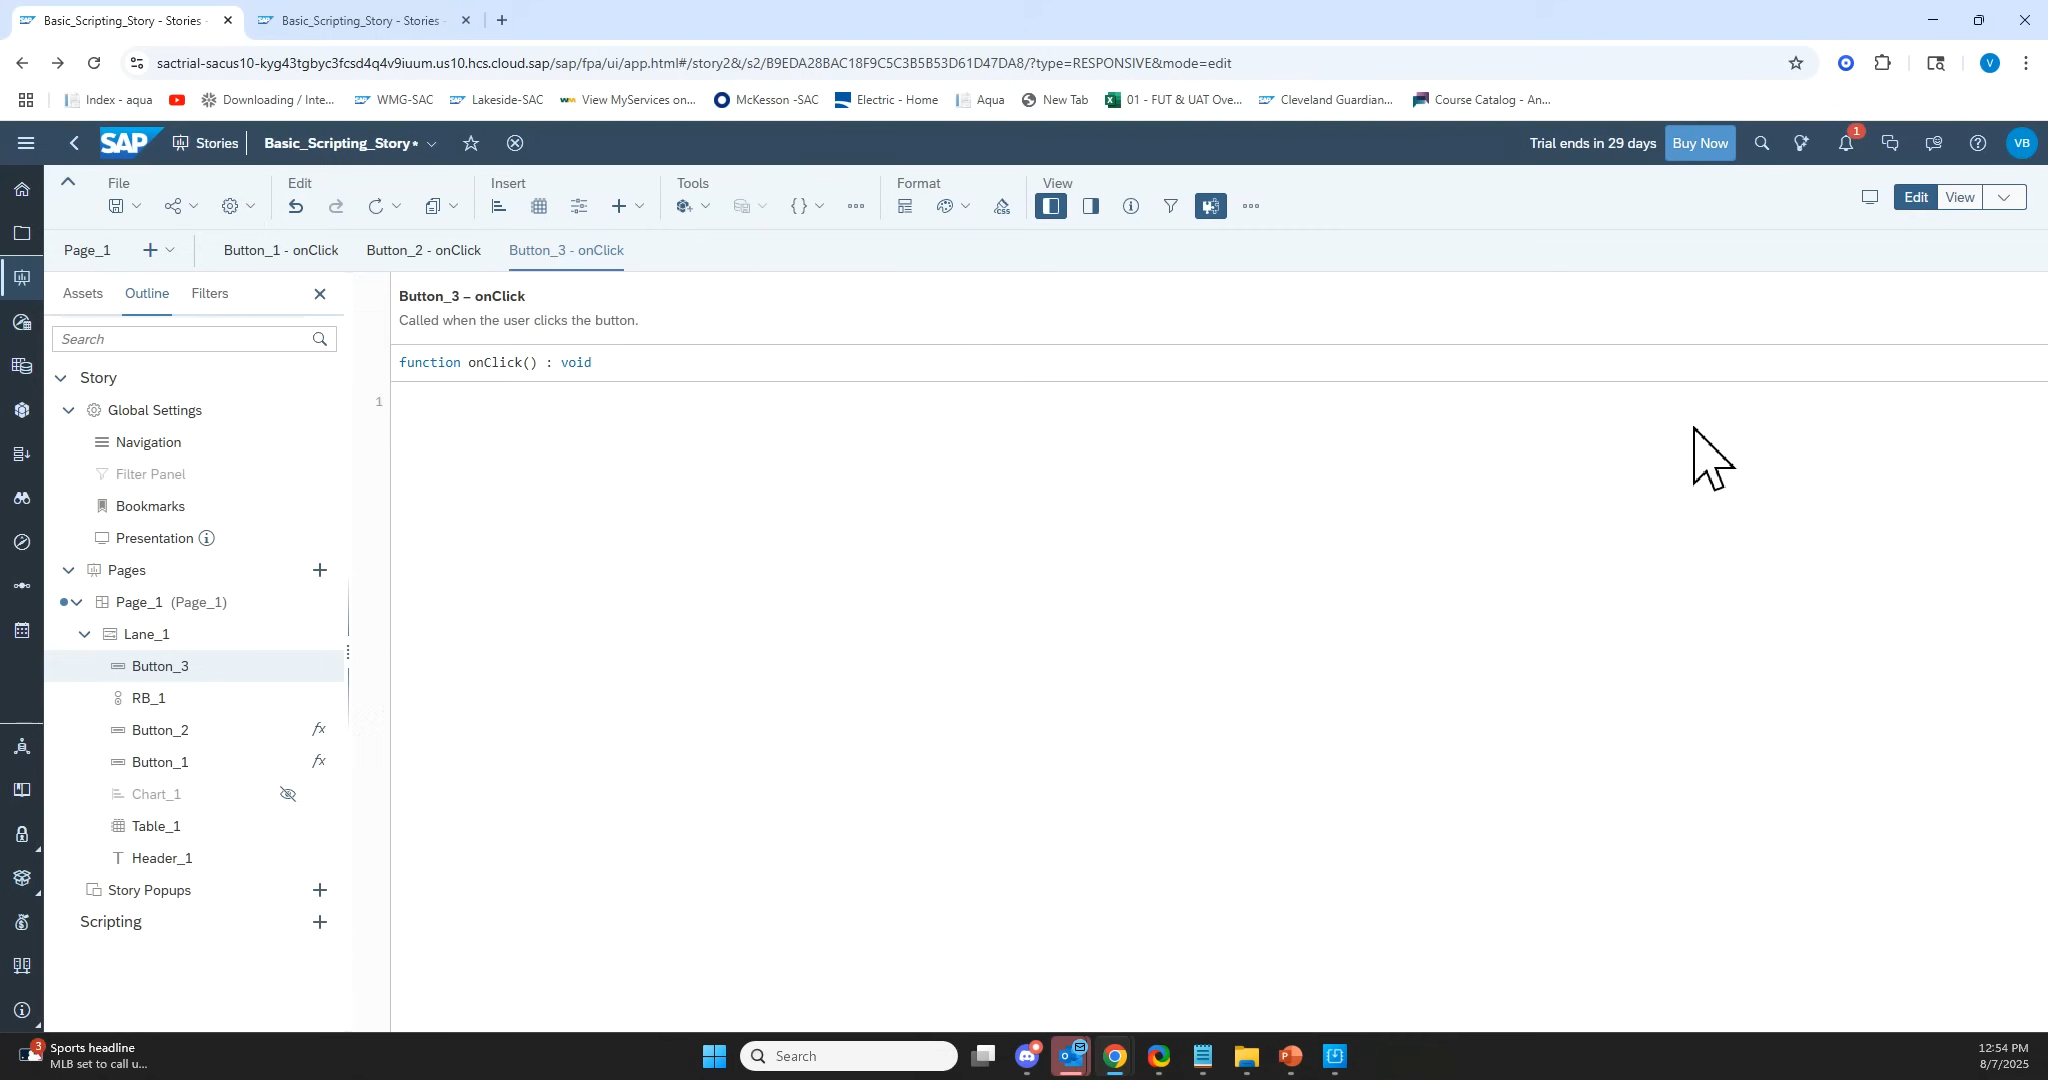 Basic_Scripting_Story - Stories -
Basic_Scripting_Story - Stories
sactrial-sacus10-kyg43tgbyc3fcsd4q4v9iuum.us10.hcs.cloud.sap/sap/fpa/ui/app.html#/story2&/s2/B9EDA28BAC18F9C5C3B5B53D61D47DA8/?type=RESPONSIVE&mode=edit
V
Index - aqua
Downloading / Inte...
WMG-SAC
Lakeside-SAC
View MyServices on...
McKesson -SAC
Electric - Home
Aqua
New Tab
01 - FUT & UAT Ove...
Cleveland Guardian...
Course Catalog - An...
SAP
Stories
Basic_Scripting_Story*
Trial ends in 29 days
Buy Now
1
VB
File
Edit
Insert
Tools
Format
View
CSS
Edit
View
Page_1
Button_1 - onClick
Button_2 - onClick
Button_3 - onClick
Assets
Outline
Filters
Button_3 – onClick
Called when the user clicks the button.
Search
function onClick() : void
1
Story
Global Settings
Navigation
Filter Panel
Bookmarks
Presentation
Pages
Page_1 (Page_1)
Lane_1
Button_3
RB_1
Button_2
fx
Button_1
fx
Chart_1
Table_1
Header_1
Story Popups
Scripting
3
Sports headline
MLB set to call u...
Search
12:54 PM
8/7/2025